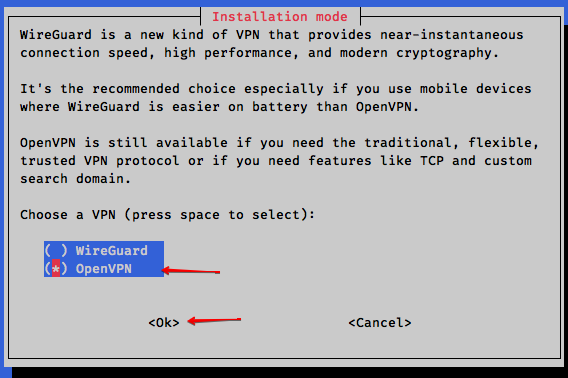 Installation mode
WireGuard is a new kind of VPN that provides near-instantaneous
connection speed, high performance, and modern cryptography.
It's the recommended choice especially if you use mobile devices
where WireGuard is easier on battery than OpenVPN.
OpenVPN is still available if you need the traditional, flexible,
trusted VPN protocol or if you need features like TCP and custom
search domain.
Choose a VPN (press space to select):
( ) WireGuard
(*) OpenVPN
<Ok> <Cancel>